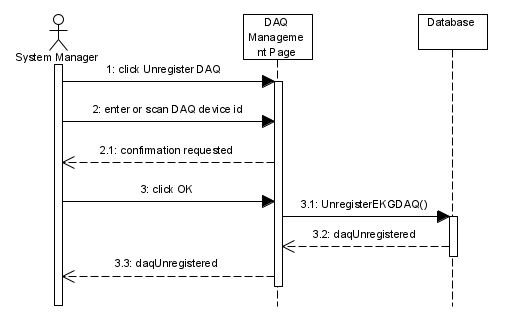 DAQ
Manageme
nt Page
Database
System Manager
1: click Unregister DAQ
2: enter or scan DAQ device id
2.1: confirmation requested
3: click OK
3.1: UnregisterEKGDAQ()
3.2: daqUnregistered
3.3: daqUnregistered